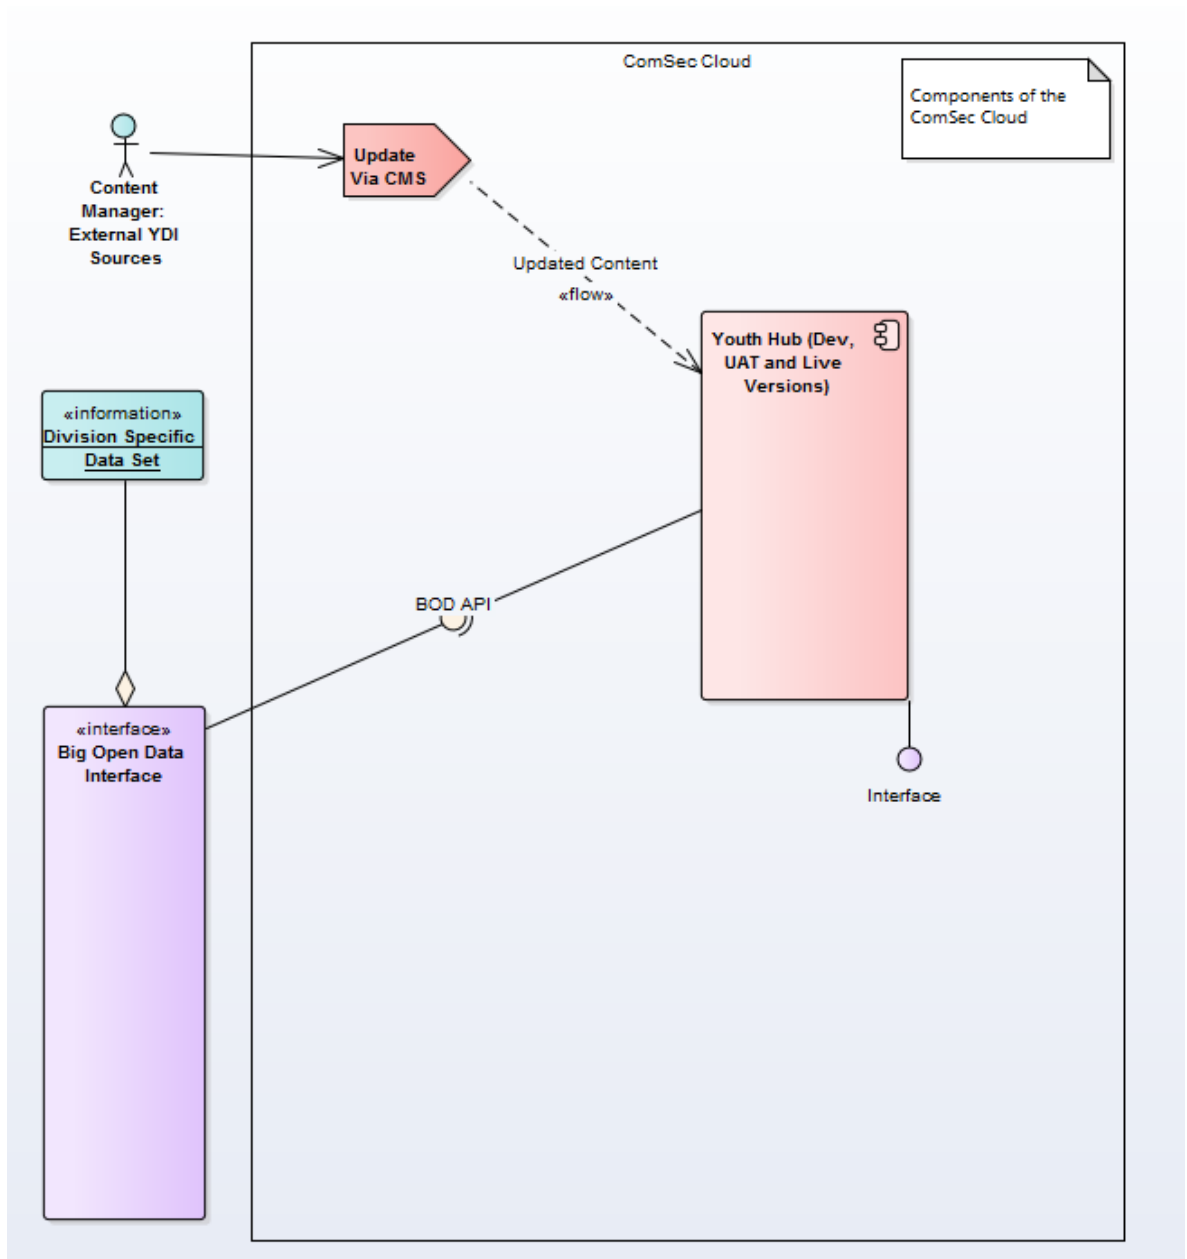 ComSec Cloud
Components of the
ComSec Cloud
Update
Via CMS
Content
Manager:
External YDI
Sources
Updated Content
«flow»
Youth Hub (Dev,
UAT and Live
Versions)
«information»
Division Specific
Data Set
BOD API
«interface»
Big Open Data
Interface
Interface